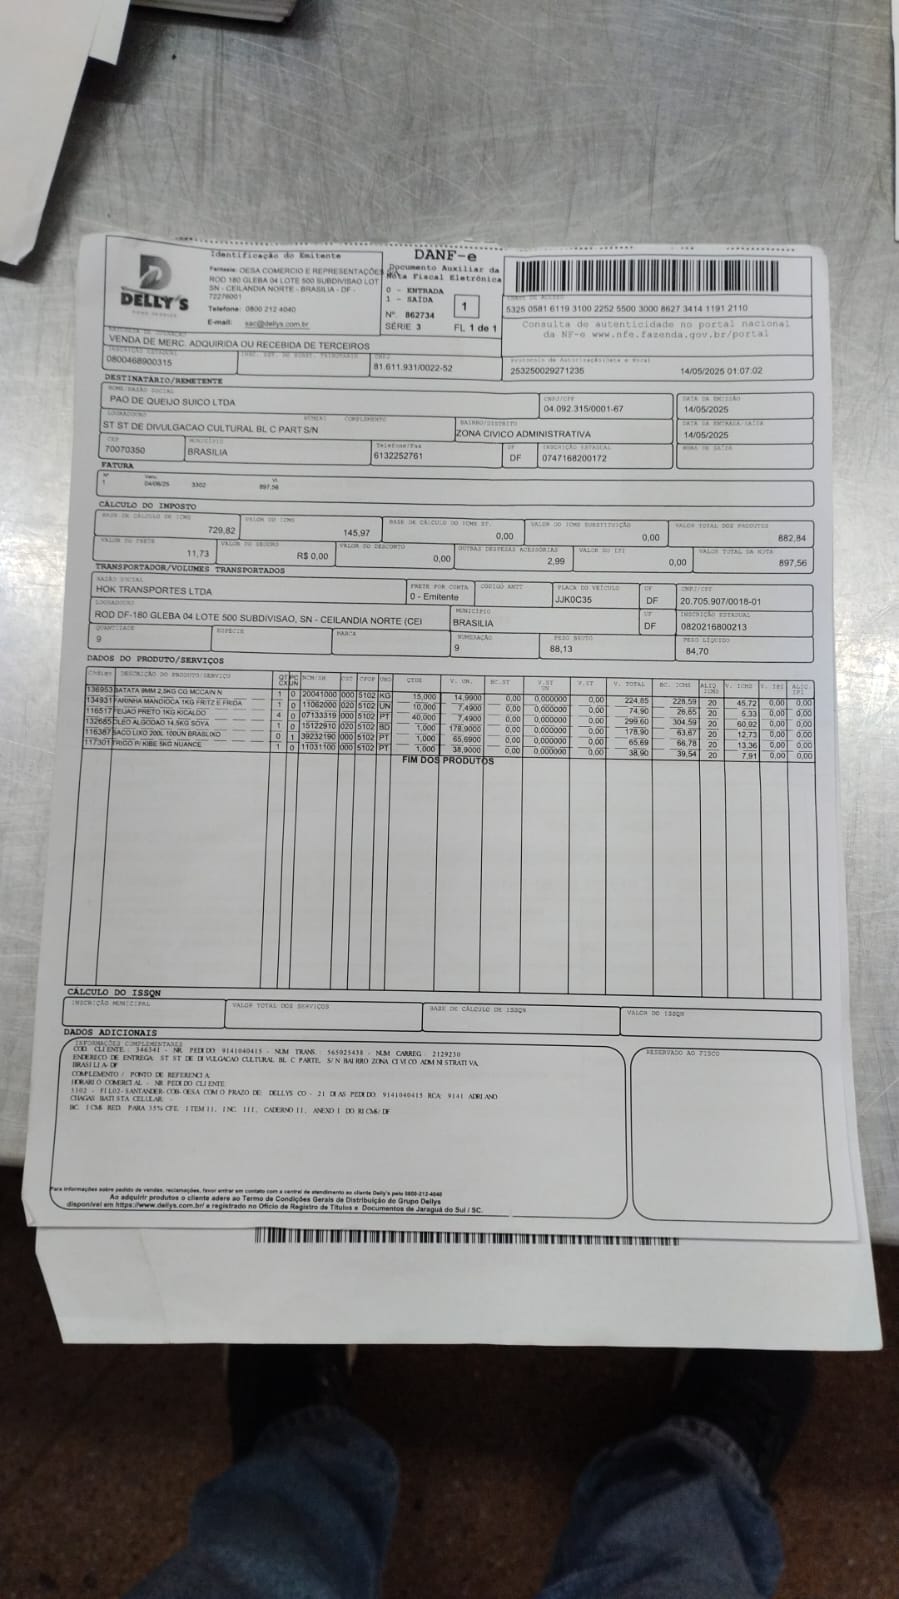 DELLY'S
FOOD SERVICE
Identificação do Emitente
Fantasia: OESA COMERCIO E REPRESENTAÇÕES
ROD 180 GLEBA 04 LOTE 500 SUBDIVISAO LOT
SN - CEILANDIA NORTE - BRASILIA - DF -
72276001
Telefone: 0800 212 4040
E-mail: sac@dellys.com.br
DANF-e
Documento Auxiliar da
Nota Fiscal Eletrônica
0 - ENTRADA
1 - SAÍDA
1
Nº. 862734
SÉRIE 3 FL 1 de 1
CHAVE DE ACESSO
5325 0581 6119 3100 2252 5500 3000 8627 3414 1191 2110
Consulta de autenticidade no portal nacional
da NF-e www.nfe.fazenda.gov.br/portal
NATUREZA DA OPERAÇÃO
VENDA DE MERC. ADQUIRIDA OU RECEBIDA DE TERCEIROS
Protocolo de Autorização(Data e Hora)
253250029271235 14/05/2025 01:07:02
INSCRIÇÃO ESTADUAL INSC. EST. DO SUBST. TRIBUTÁRIO CNPJ
0800468900315 81.611.931/0022-52
DESTINATÁRIO/REMETENTE
NOME/RAZÃO SOCIAL CNPJ/CPF DATA DA EMISSÃO
PAO DE QUEIJO SUICO LTDA 04.092.315/0001-67 14/05/2025
LOGRADOURO NÚMERO COMPLEMENTO BAIRRO/DISTRITO DATA DA ENTRADA/SAÍDA
ST ST DE DIVULGACAO CULTURAL BL C PART S/N ZONA CIVICO ADMINISTRATIVA 14/05/2025
CEP MUNICÍPIO Telefone/Fax UF INSCRIÇÃO ESTADUAL HORA DE SAÍDA
70070350 BRASILIA 6132252761 DF 0747168200172
FATURA
Nº Venc. Vl.
1 04/06/25 3302 897,56
CÁLCULO DO IMPOSTO
BASE DE CÁLCULO DE ICMS VALOR DO ICMS BASE DE CÁLCULO DO ICMS ST. VALOR DO ICMS SUBSTITUIÇÃO VALOR TOTAL DOS PRODUTOS
729,82 145,97 0,00 0,00 882,84
VALOR DO FRETE VALOR DO SEGURO VALOR DO DESCONTO OUTRAS DESPESAS ACESSÓRIAS VALOR DO IPI VALOR TOTAL DA NOTA
11,73 R$ 0,00 0,00 2,99 0,00 897,56
TRANSPORTADOR/VOLUMES TRANSPORTADOS
RAZÃO SOCIAL FRETE POR CONTA CÓDIGO ANTT PLACA DO VEÍCULO UF CNPJ/CPF
HOK TRANSPORTES LTDA 0 - Emitente JJK0C35 DF 20.705.907/0018-01
LOGRADOURO MUNICÍPIO UF INSCRIÇÃO ESTADUAL
ROD DF-180 GLEBA 04 LOTE 500 SUBDIVISAO, SN - CEILANDIA NORTE (CEI BRASILIA DF 0820216800213
QUANTIDADE ESPÉCIE MARCA NUMERAÇÃO PESO BRUTO PESO LÍQUIDO
9 9 88,13 84,70
DADOS DO PRODUTO/SERVIÇOS
DESCRIÇÃO DO PRODUTO/SERVIÇO QT CX PC UN NCM/SH CST CFOP UND QTDE V. UN. BC.ST V.ST UN V.ST V. TOTAL BC. ICMS ALIQ ICMS V. ICMS V. IPI ALIC IPI
136953 BATATA 9MM 2,5KG CG MCCAIN N 1 0 20041000 000 5102 KG 15,000 14,9900 0,00 0,000000 0,00 224,85 228,59 20 45,72 0,00 0,00
134931 FARINHA MANDIOCA 1KG FRITZ E FRIDA 1 0 11062000 020 5102 UN 10,000 7,4900 0,00 0,000000 0,00 74,90 26,65 20 5,33 0,00 0,00
116517 FEIJAO PRETO 1KG KICALDO 4 0 07133319 000 5102 PT 40,000 7,4900 0,00 0,000000 0,00 299,60 304,59 20 60,92 0,00 0,00
132685 OLEO ALGODAO 14,5KG SOYA 1 0 15122910 020 5102 BD 1,000 178,9000 0,00 0,000000 0,00 178,90 63,67 20 12,73 0,00 0,00
116387 SACO LIXO 200L 100UN BRASLIXO 0 1 39232190 000 5102 PT 1,000 65,6900 0,00 0,000000 0,00 65,69 66,78 20 13,36 0,00 0,00
117301 TRIGO P/ KIBE 5KG NUANCE 1 0 11031100 000 5102 PT 1,000 38,9000 0,00 0,000000 0,00 38,90 39,54 20 7,91 0,00 0,00
FIM DOS PRODUTOS
CÁLCULO DO ISSQN
INSCRIÇÃO MUNICIPAL VALOR TOTAL DOS SERVIÇOS BASE DE CÁLCULO DE ISSQN VALOR DO ISSQN
DADOS ADICIONAIS
INFORMAÇÕES COMPLEMENTARES RESERVADO AO FISCO
COD. CLIENTE.: 346341 - NR. PEDIDO: 9141040415 - NUM TRANS.: 565025438 - NUM CARREG.: 2129230
ENDERECO DE ENTREGA: ST ST DE DIVULGACAO CULTURAL BL C PARTE, S/N BAIRRO ZONA CIVICO ADMINISTRATIVA,
BRASILIA-DF
COMPLEMENTO / PONTO DE REFERENCIA:
HORARIO COMERCIAL - NR PEDIDO CLIENTE:
3302 - FIL02-SANTANDER-COB-OESA COM O PRAZO DE: DELLYS CO - 21 DIAS PEDIDO: 9141040415 RCA: 9141 ADRIANO
CHAGAS BATISTA CELULAR: -
BC. ICMS RED. PARA 35% CFE. ITEM 11, INC. III, CADERNO II, ANEXO I DO RICMS/DF
Para informações sobre pedido de vendas, reclamações, favor entrar em contato com a central de atendimento ao cliente Delly's pelo 0800-212-4040
Ao adquirir produtos o cliente adere ao Termo de Condições Gerais de Distribuição do Grupo Dellys
disponível em https://www.dellys.com.br/ e registrado no Ofício de Registro de Títulos e Documentos de Jaraguá do Sul / SC.